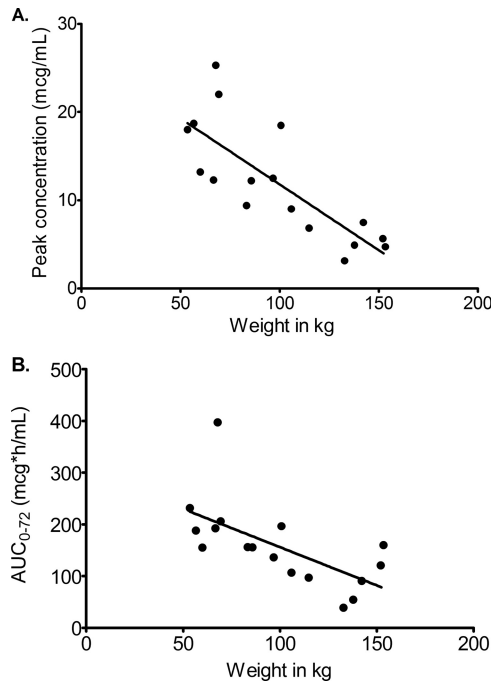 A.
30
20
10
0
Peak concentration (mcg/mL)
0 50 100 150 200
Weight in kg
B.
500
400
300
200
100
0
AUC0-72 (mcg*h/mL)
0 50 100 150 200
Weight in kg